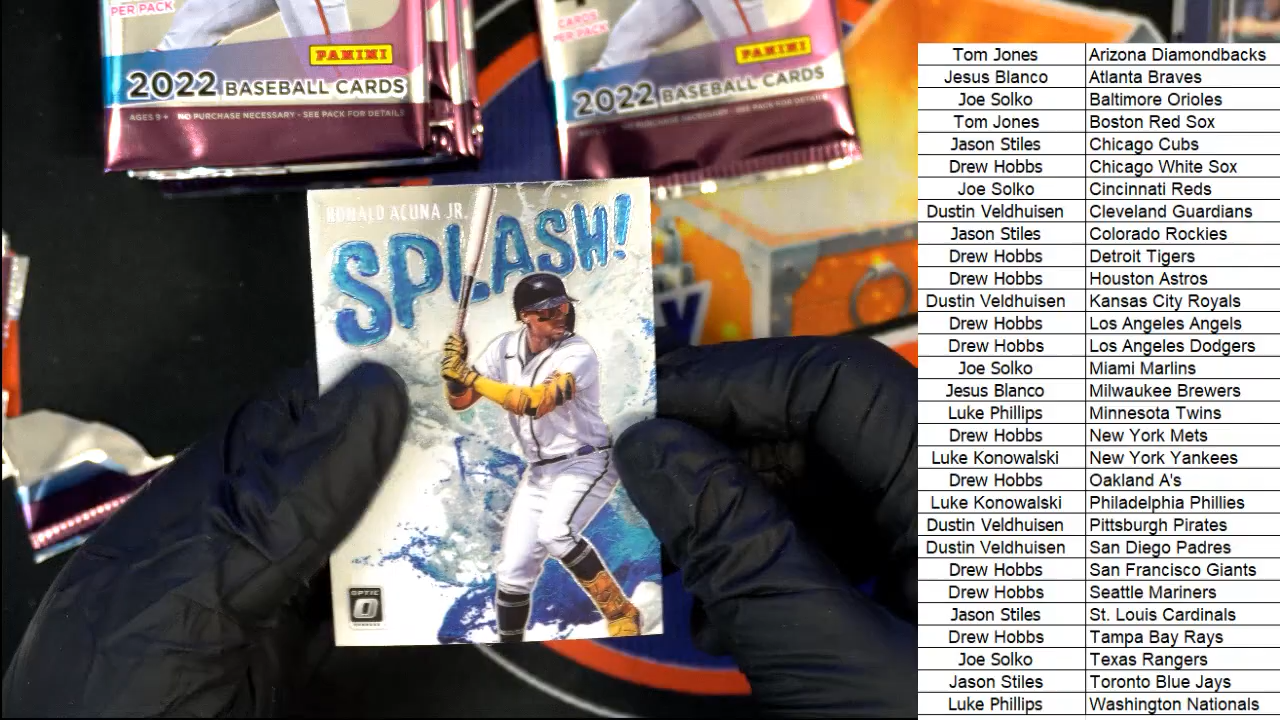 PER PACK
PANINI
2022 BASEBALL CARDS
AGES 9+ NO PURCHASE NECESSARY - SEE PACK FOR DETAILS
CARDS
PER PACK
PANINI
2022 BASEBALL CARDS
NO PURCHASE NECESSARY - SEE PACK FOR DETAILS
RONALD ACUNA JR.
SPLASH!
OPTIC
Tom Jones Arizona Diamondbacks
Jesus Blanco Atlanta Braves
Joe Solko Baltimore Orioles
Tom Jones Boston Red Sox
Jason Stiles Chicago Cubs
Drew Hobbs Chicago White Sox
Joe Solko Cincinnati Reds
Dustin Veldhuisen Cleveland Guardians
Jason Stiles Colorado Rockies
Drew Hobbs Detroit Tigers
Drew Hobbs Houston Astros
Dustin Veldhuisen Kansas City Royals
Drew Hobbs Los Angeles Angels
Drew Hobbs Los Angeles Dodgers
Joe Solko Miami Marlins
Jesus Blanco Milwaukee Brewers
Luke Phillips Minnesota Twins
Drew Hobbs New York Mets
Luke Konowalski New York Yankees
Drew Hobbs Oakland A's
Luke Konowalski Philadelphia Phillies
Dustin Veldhuisen Pittsburgh Pirates
Dustin Veldhuisen San Diego Padres
Drew Hobbs San Francisco Giants
Drew Hobbs Seattle Mariners
Jason Stiles St. Louis Cardinals
Drew Hobbs Tampa Bay Rays
Joe Solko Texas Rangers
Jason Stiles Toronto Blue Jays
Luke Phillips Washington Nationals